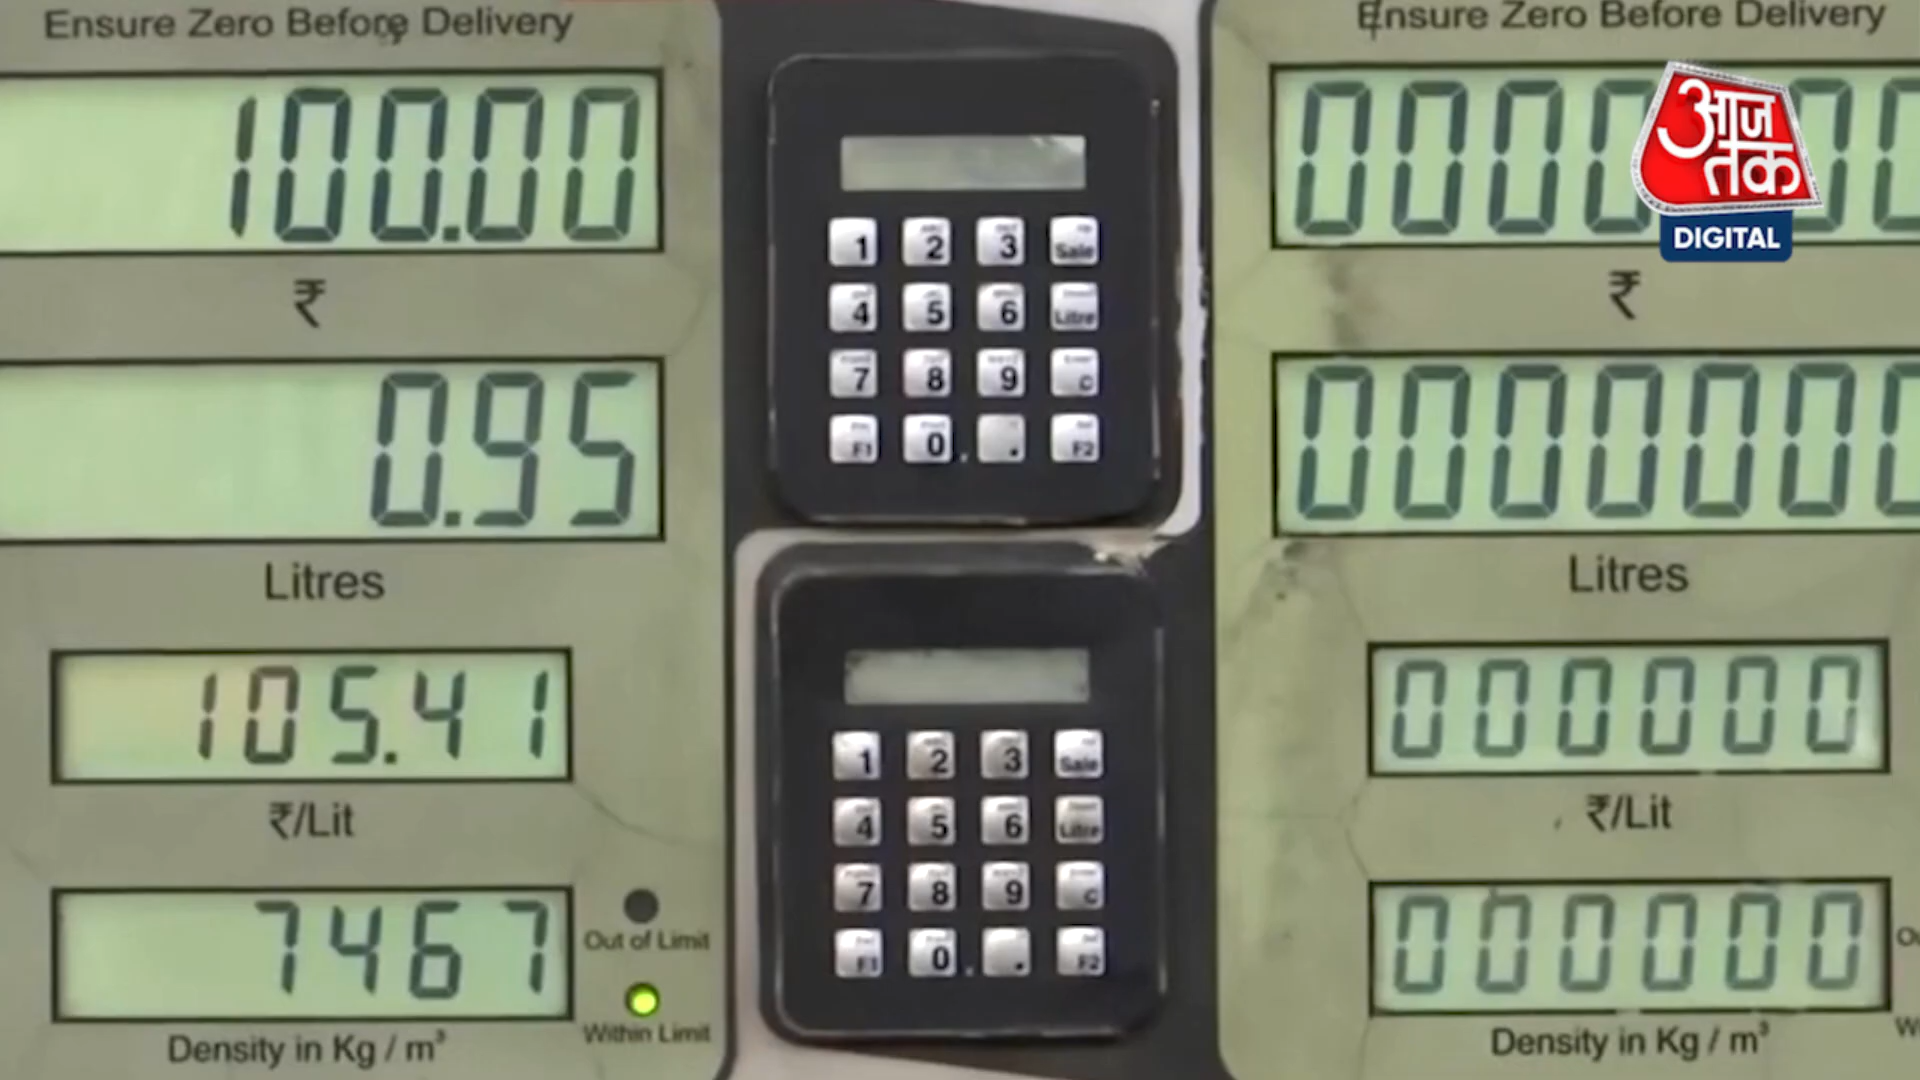 Ensure Zero Before Delivery
100.00
₹
0.95
Litres
105.41
₹/Lit
7467
Out of Limit
Within Limit
Density in Kg / m³
1 2 3 Sale
4 5 6 Litre
7 8 9 C
F1 0 . F2
1 2 3 Sale
4 5 6 Litre
7 8 9 C
F1 0 . F2
Ensure Zero Before Delivery
आज
तक
DIGITAL
₹
0000000
Litres
000000
₹/Lit
000000
Density in Kg / m³